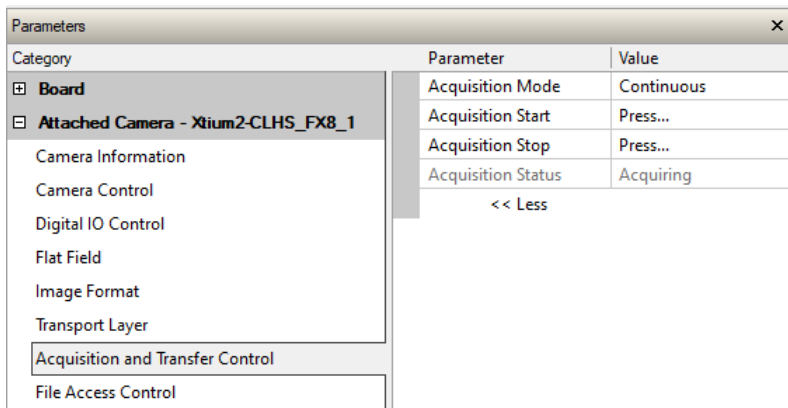 Parameters
Category
Board
Attached Camera - Xtium2-CLHS_FX8_1
Camera Information
Camera Control
Digital IO Control
Flat Field
Image Format
Transport Layer
Acquisition and Transfer Control
File Access Control
Parameter Value
Acquisition Mode Continuous
Acquisition Start Press...
Acquisition Stop Press...
Acquisition Status Acquiring
<< Less